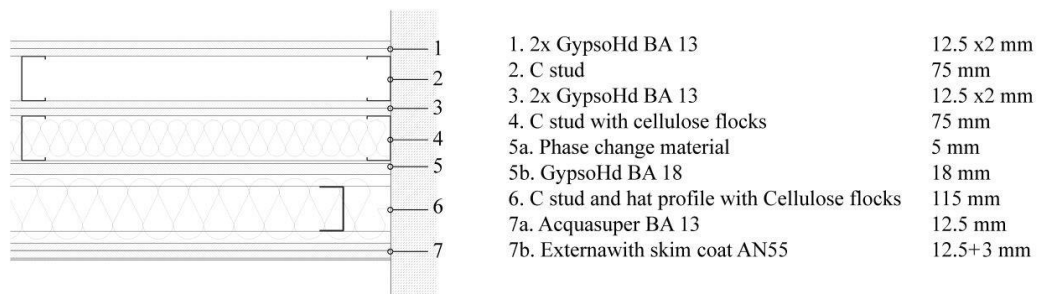 1
2
3
4
5
6
7
1. 2x GypsoHd BA 13 12.5 x2 mm
2. C stud 75 mm
3. 2x GypsoHd BA 13 12.5 x2 mm
4. C stud with cellulose flocks 75 mm
5a. Phase change material 5 mm
5b. GypsoHd BA 18 18 mm
6. C stud and hat profile with Cellulose flocks 115 mm
7a. Acquasuper BA 13 12.5 mm
7b. Externawith skim coat AN55 12.5+3 mm